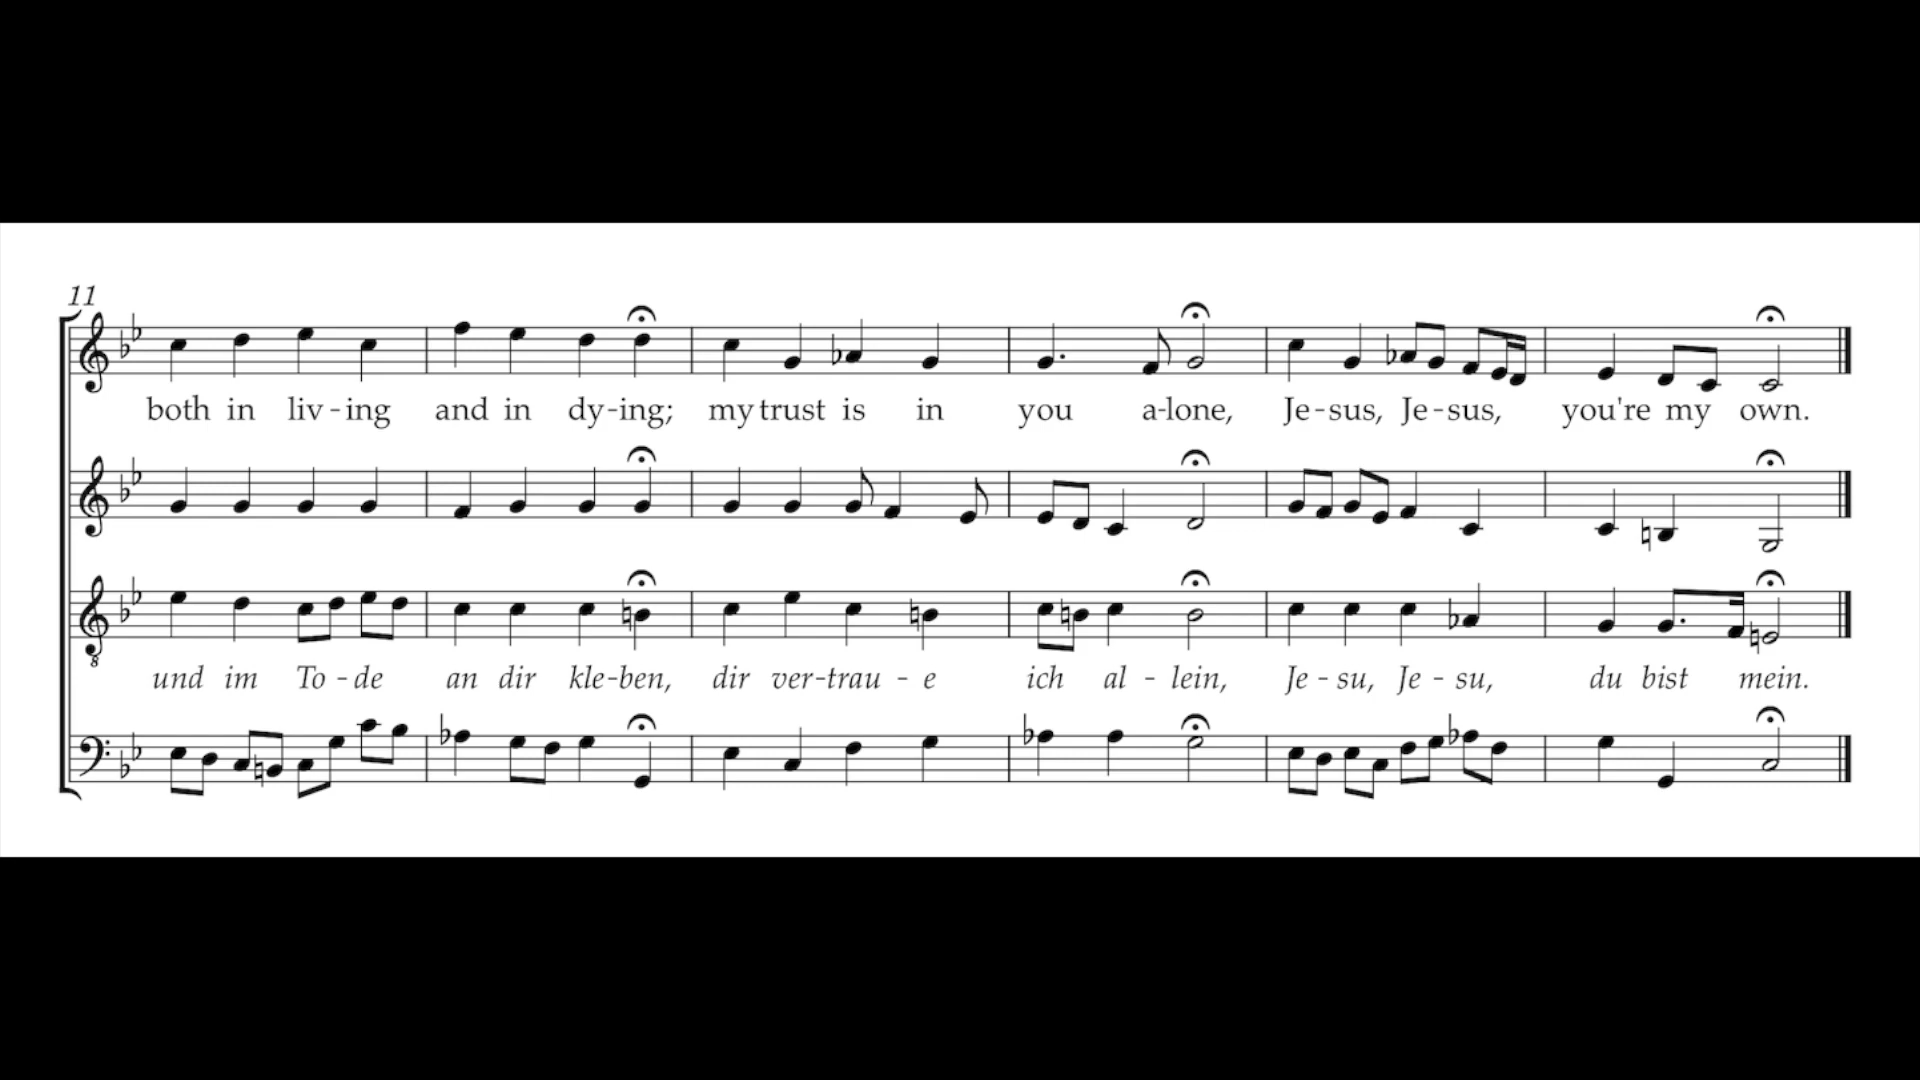 11
both in liv - ing and in dy - ing; my trust is in you a - lone, Je - sus, Je - sus, you're my own.
8
und im To - de an dir kle - ben, dir ver - trau - e ich al - lein, Je - su, Je - su, du bist mein.